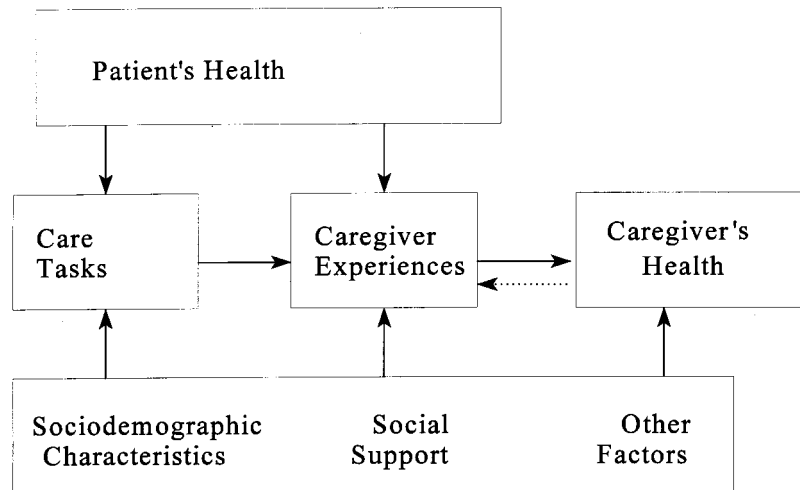 Patient's Health
Care
Tasks
Caregiver
Experiences
Caregiver's
Health
Sociodemographic
Characteristics
Social
Support
Other
Factors